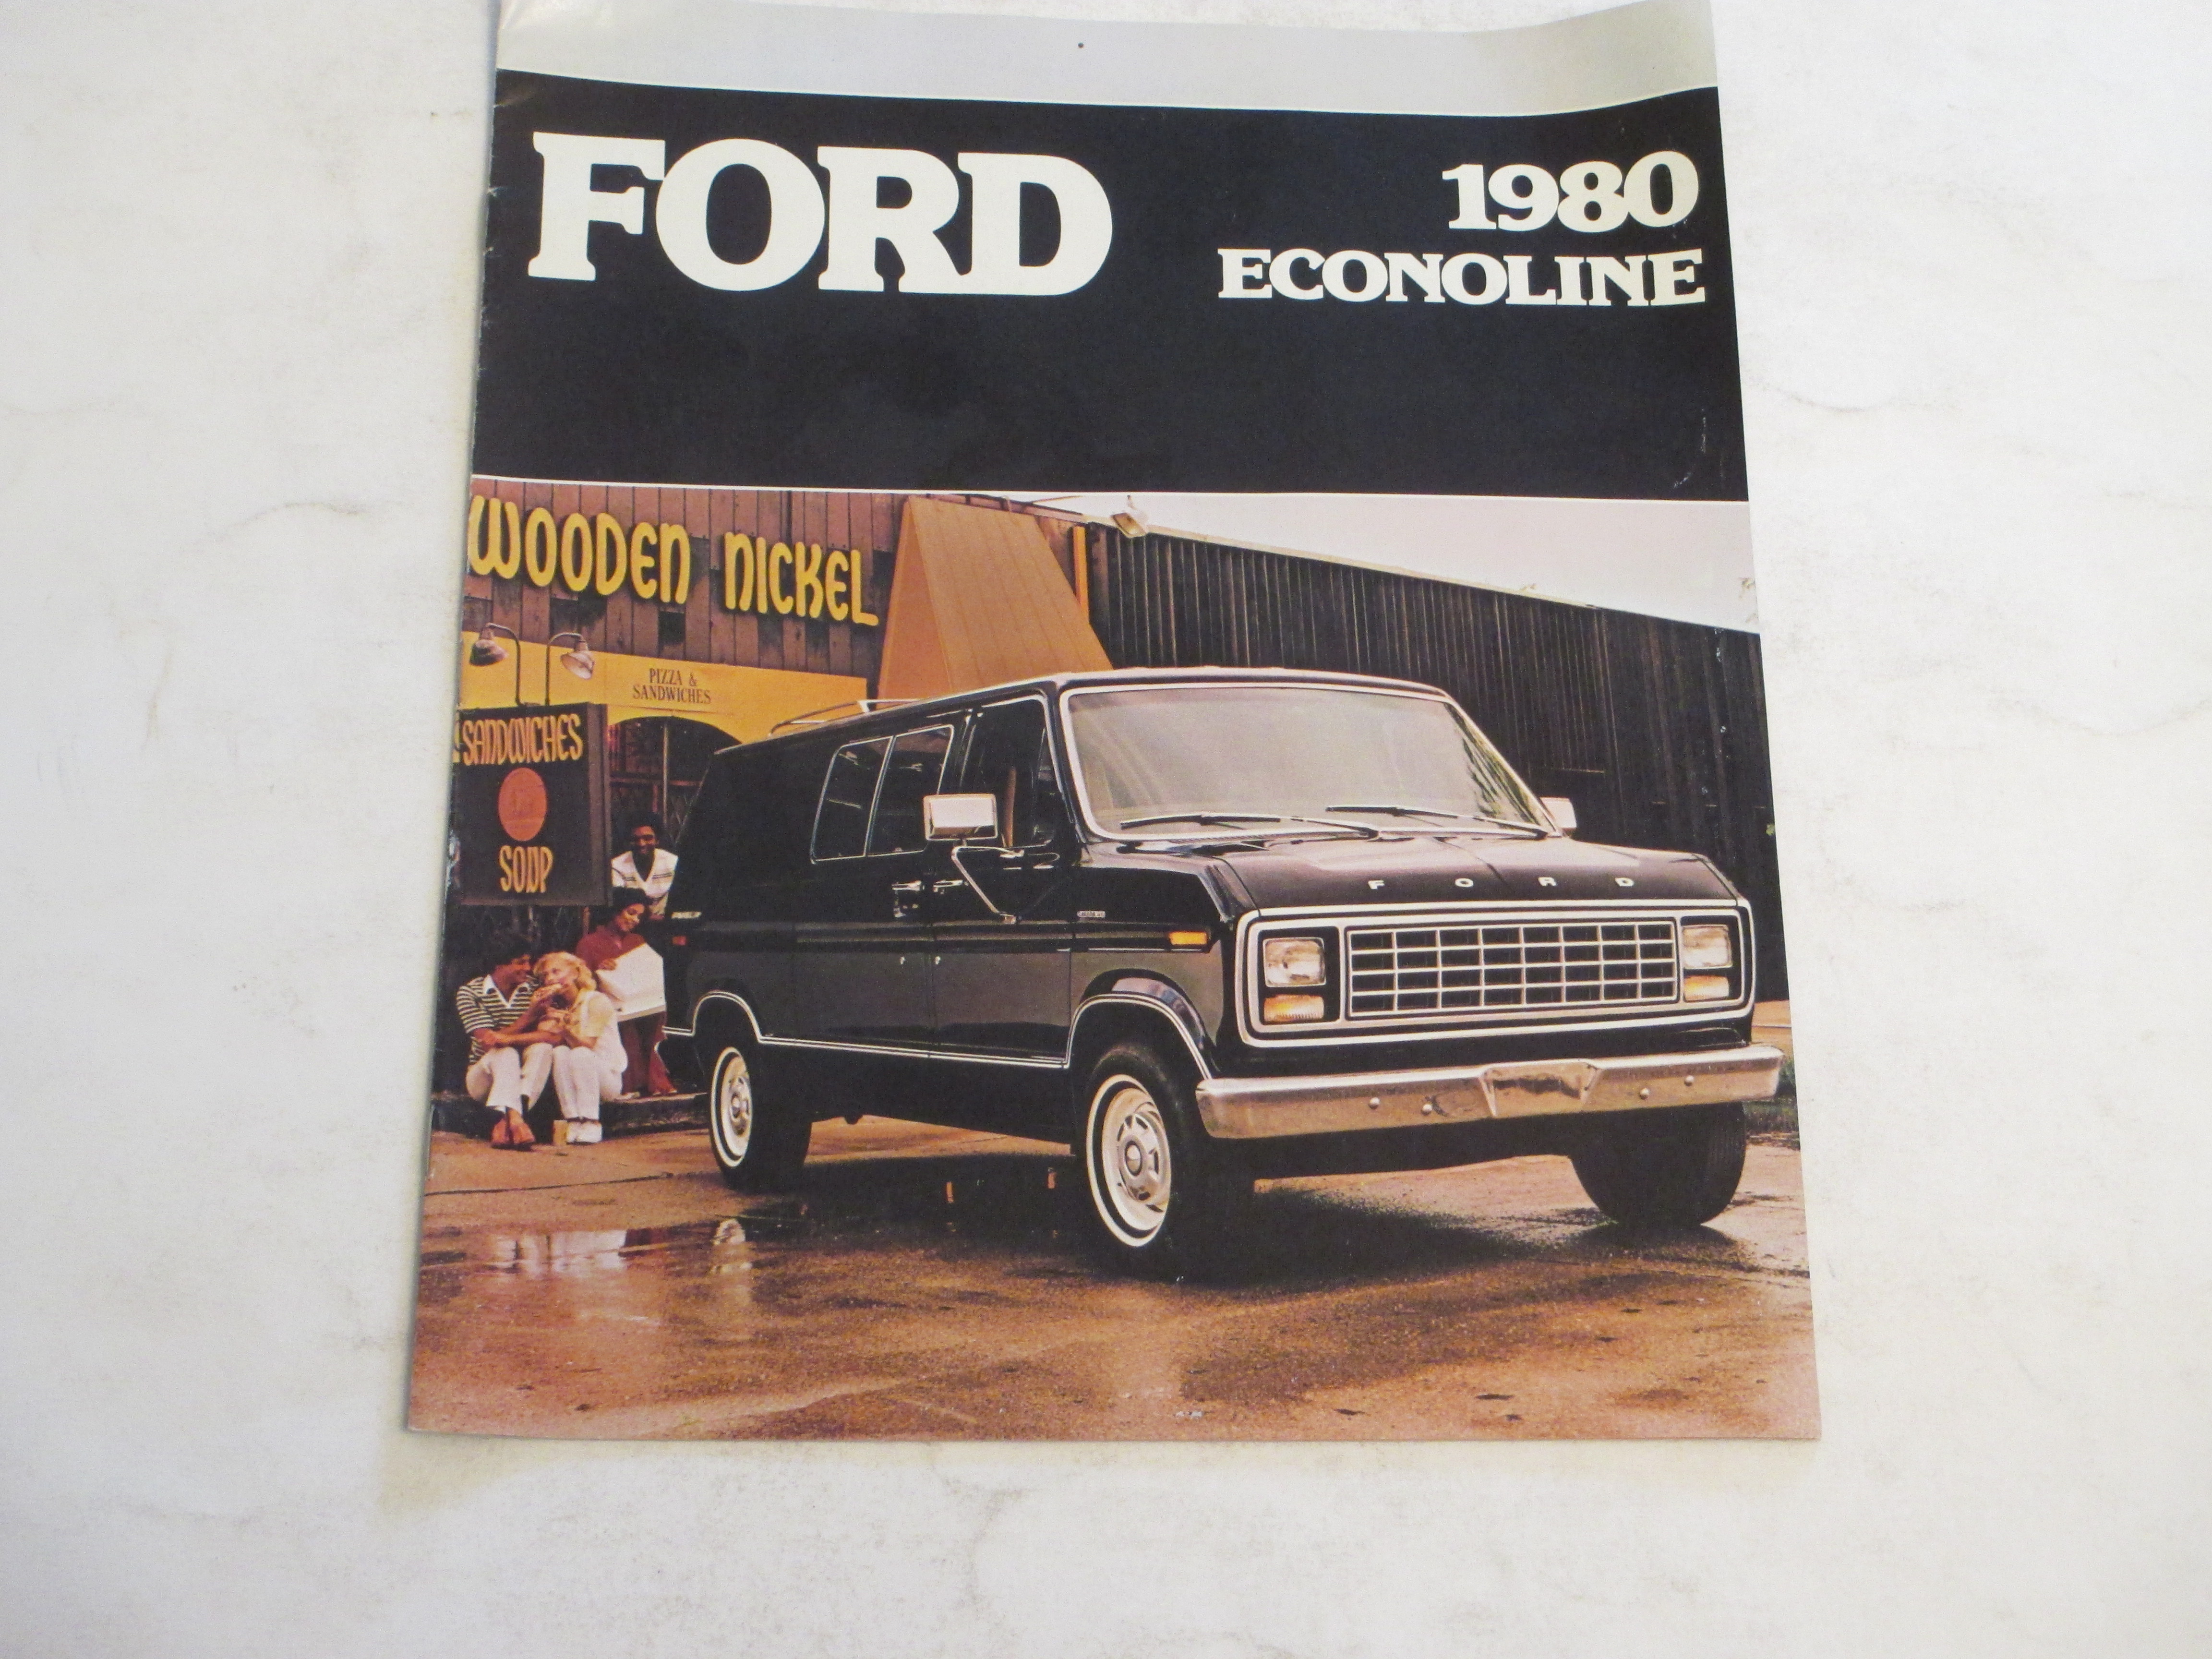 FORD
1980
ECONOLINE
WOODEN NICKEL
PIZZA &
SANDWICHES
SANDWICHES
SOUP
FORD